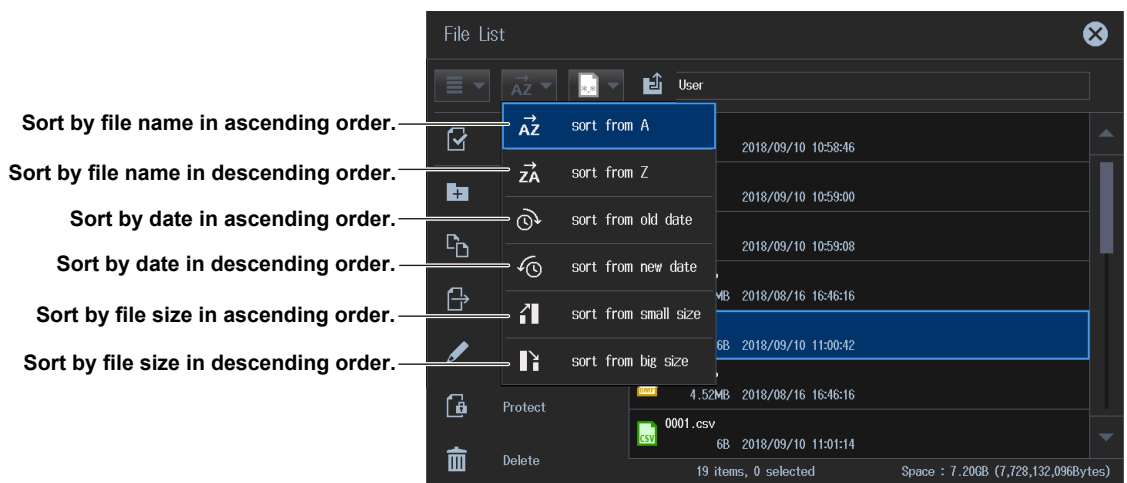 File List
AZ
*.*
User
Sort by file name in ascending order.
AZ sort from A
2018/09/10 10:58:46
Sort by file name in descending order.
ZA sort from Z
2018/09/10 10:59:00
Sort by date in ascending order.
sort from old date
2018/09/10 10:59:08
Sort by date in descending order.
sort from new date
MB 2018/08/16 16:46:16
Sort by file size in ascending order.
sort from small size
6B 2018/09/10 11:00:42
Sort by file size in descending order.
sort from big size
4.52MB 2018/08/16 16:46:16
Protect
0001.csv
CSV
6B 2018/09/10 11:01:14
Delete
19 items, 0 selected
Space : 7.20GB (7,728,132,096Bytes)